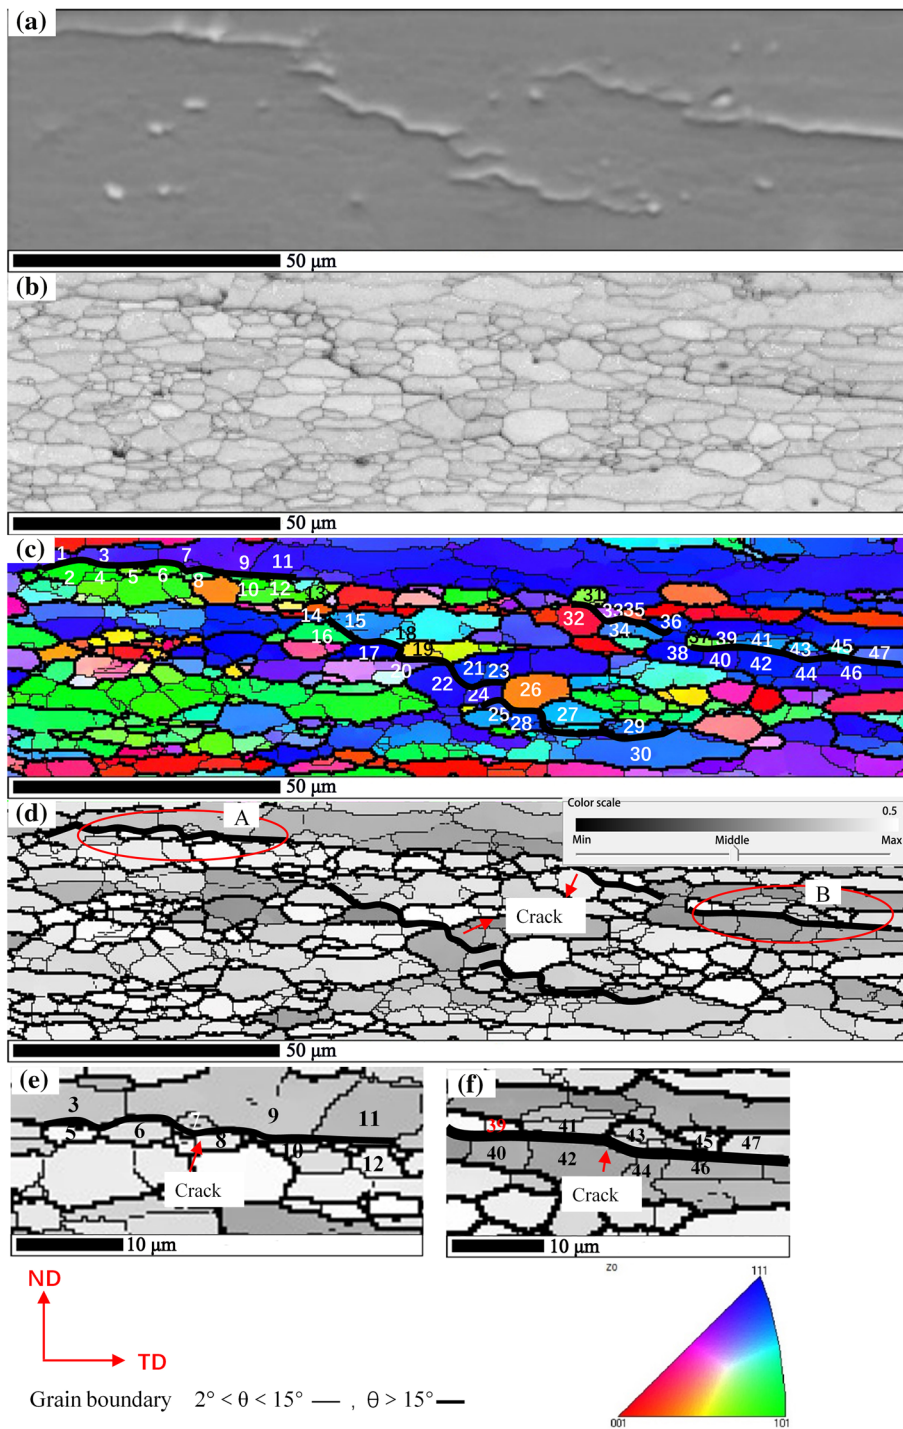 (a)
50 μm
(b)
50 μm
(c)
1 3 7 9 11
2 4 5 6 8 10 12 13
14 15 16 17 18 19 20
21 22 23 24 25 26 27 28 29 30
31 32 33 35 34 36
37 39 41 43 45 47
38 40 42 44 46
50 μm
(d)
A
Color scale
0.5
Min Middle Max
B
Crack
50 μm
(e)
3 7 9 11
5 6 8 10 12
Crack
10 μm
(f)
39 41 43 45 47
40 42 44 46
Crack
10 μm
ND
TD
Z0
111
001 101
Grain boundary 2° < θ < 15° — , θ > 15° —